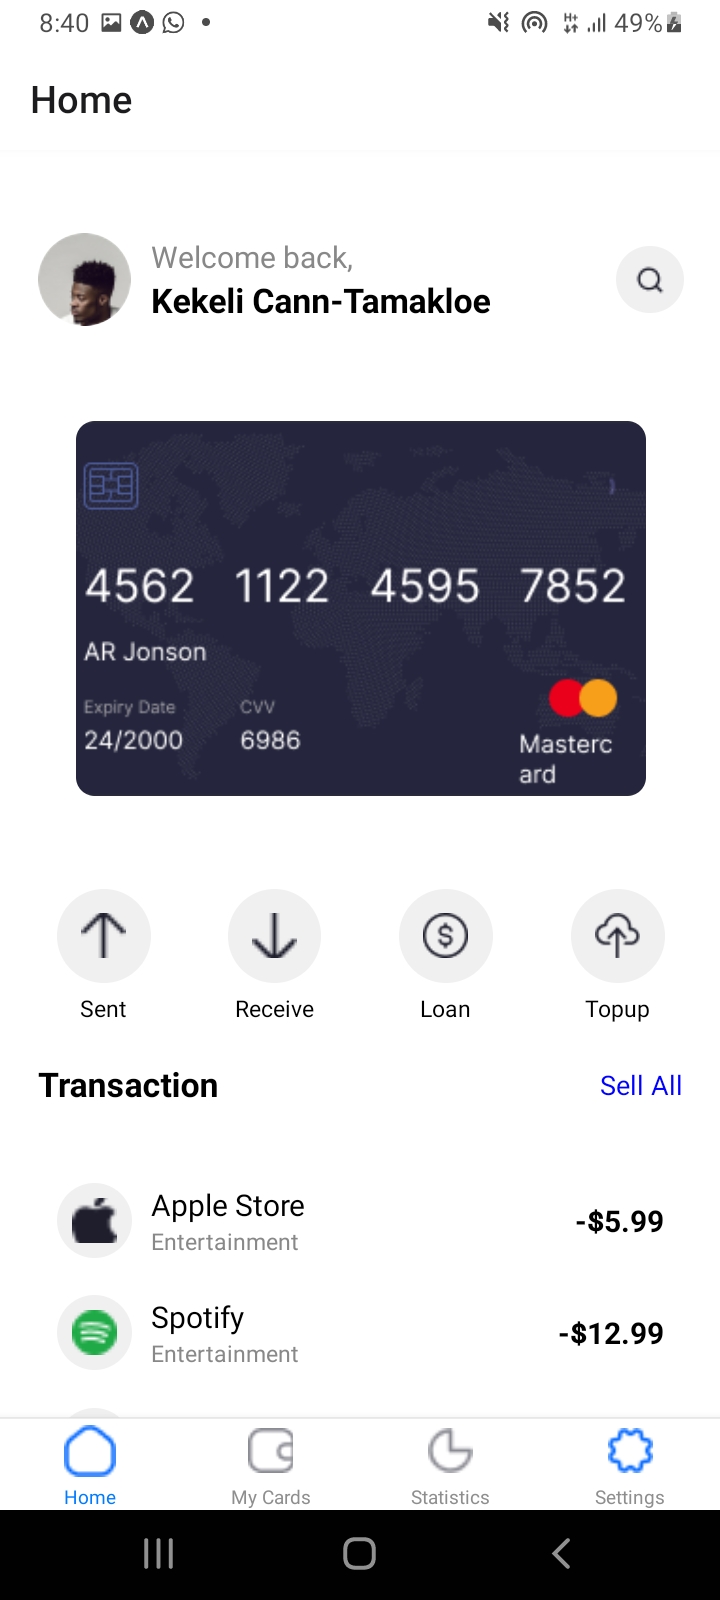 8:40
49%
Home
Welcome back,
Kekeli Cann-Tamakloe
4562 1122 4595 7852
AR Jonson
Expiry Date CVV
24/2000 6986
Masterc
ard
Sent Receive Loan Topup
Transaction Sell All
Apple Store
Entertainment
-$5.99
Spotify
Entertainment
-$12.99
Home My Cards Statistics Settings